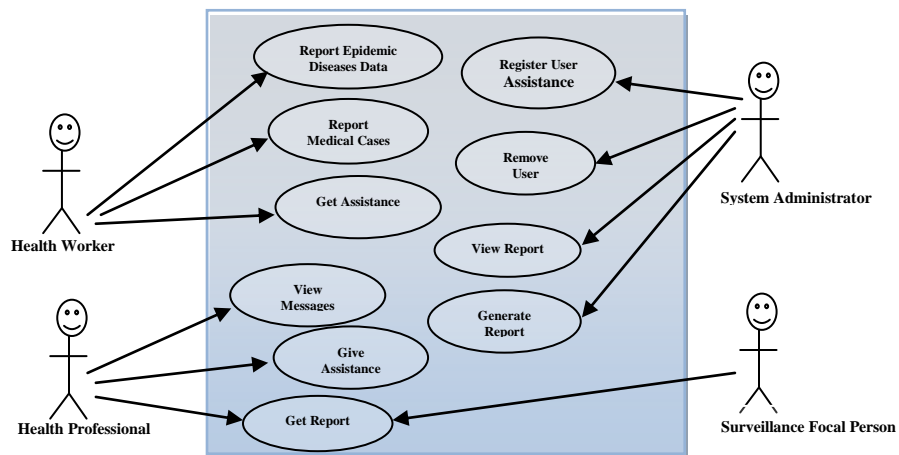 Report Epidemic
Diseases Data
Register User
Assistance
Report
Medical Cases
Remove
User
System Administrator
Get Assistance
Health Worker
View Report
View
Messages
Generate
Report
Give
Assistance
Get Report
Health Professional
Surveillance Focal Person